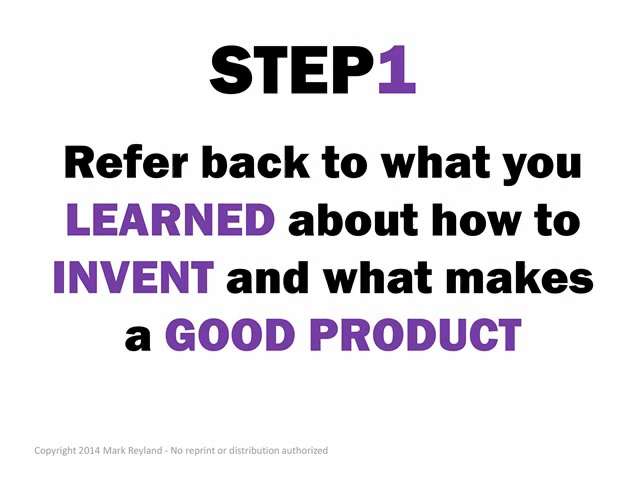 STEP1
Refer back to what you
LEARNED about how to
INVENT and what makes
a GOOD PRODUCT
Copyright 2014 Mark Reyland - No reprint or distribution authorized